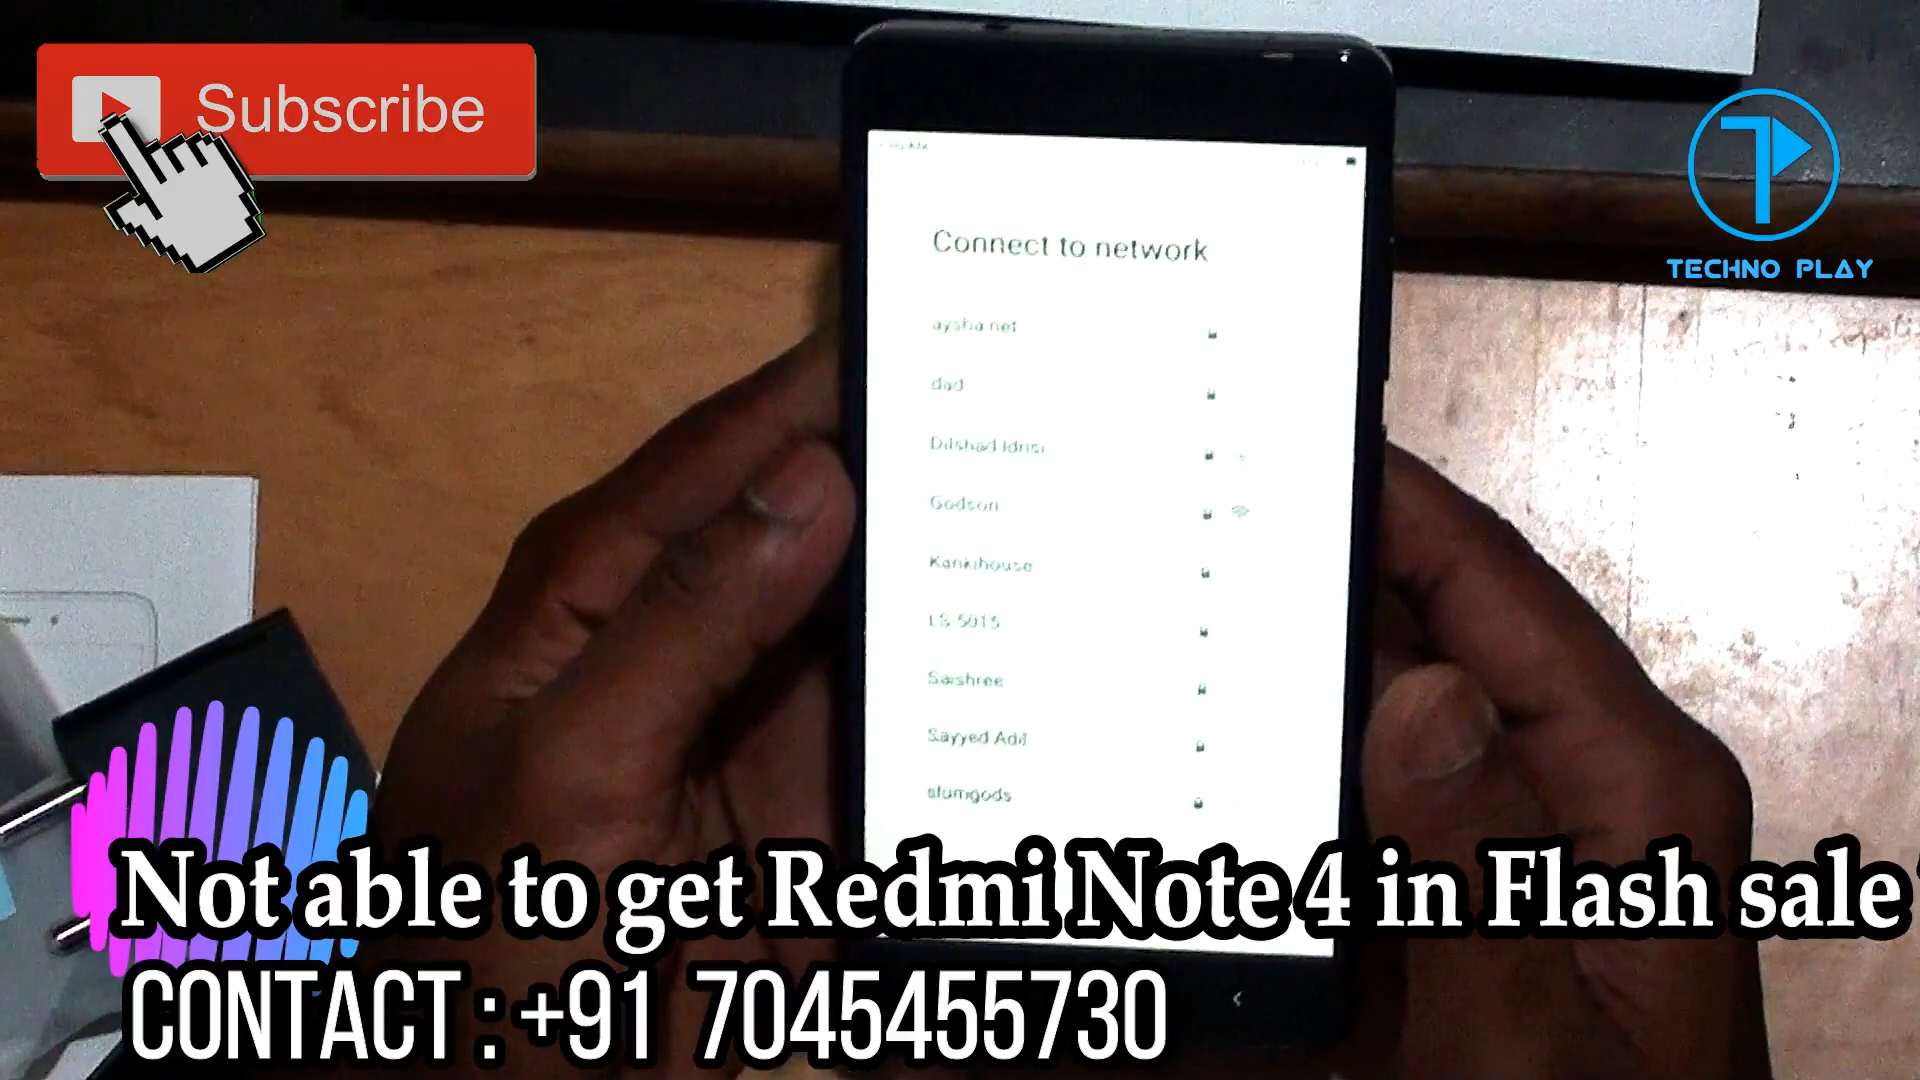 Subscribe
TECHNO PLAY
Connect to network
aysha net
dad
Dilshad Idrisi
Godson
Kankihouse
LS-5015
Saishree
Sayyed Adil
slumgods
Not able to get Redmi Note 4 in Flash sale
CONTACT : +91 7045455730